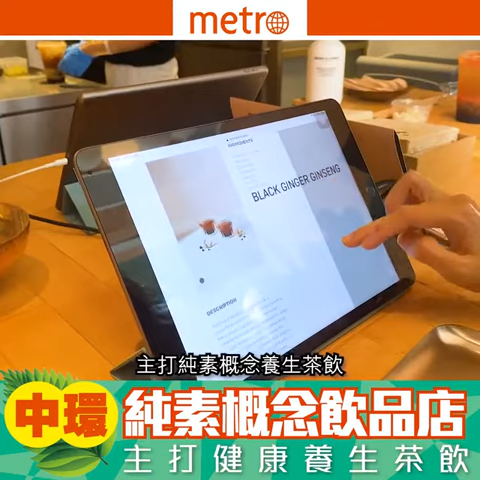 metro
INGREDIENTS
BLACK GINGER GINSENG
DESCRIPTION
主打純素概念養生茶飲
中環
純素概念飲品店
主打健康養生茶飲